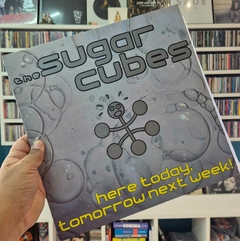 the sugar
cubes
here today,
tomorrow next week!